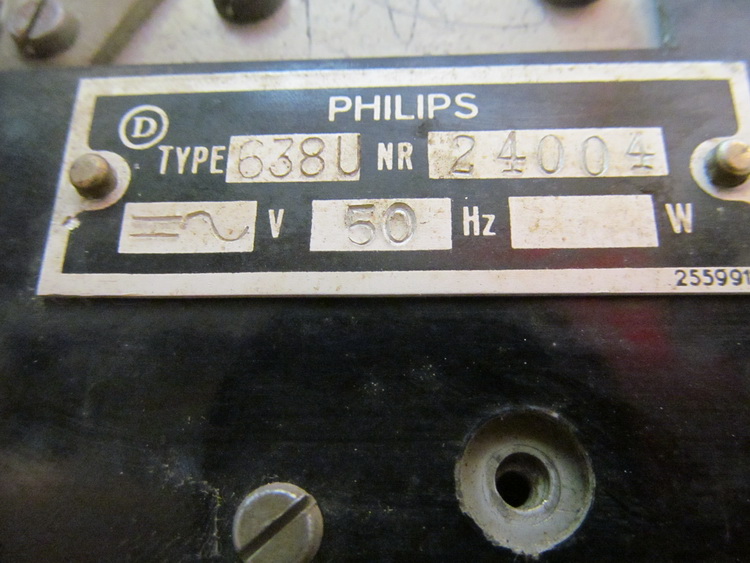 PHILIPS
D TYPE 638U NR 24004
V 50 Hz W
255991